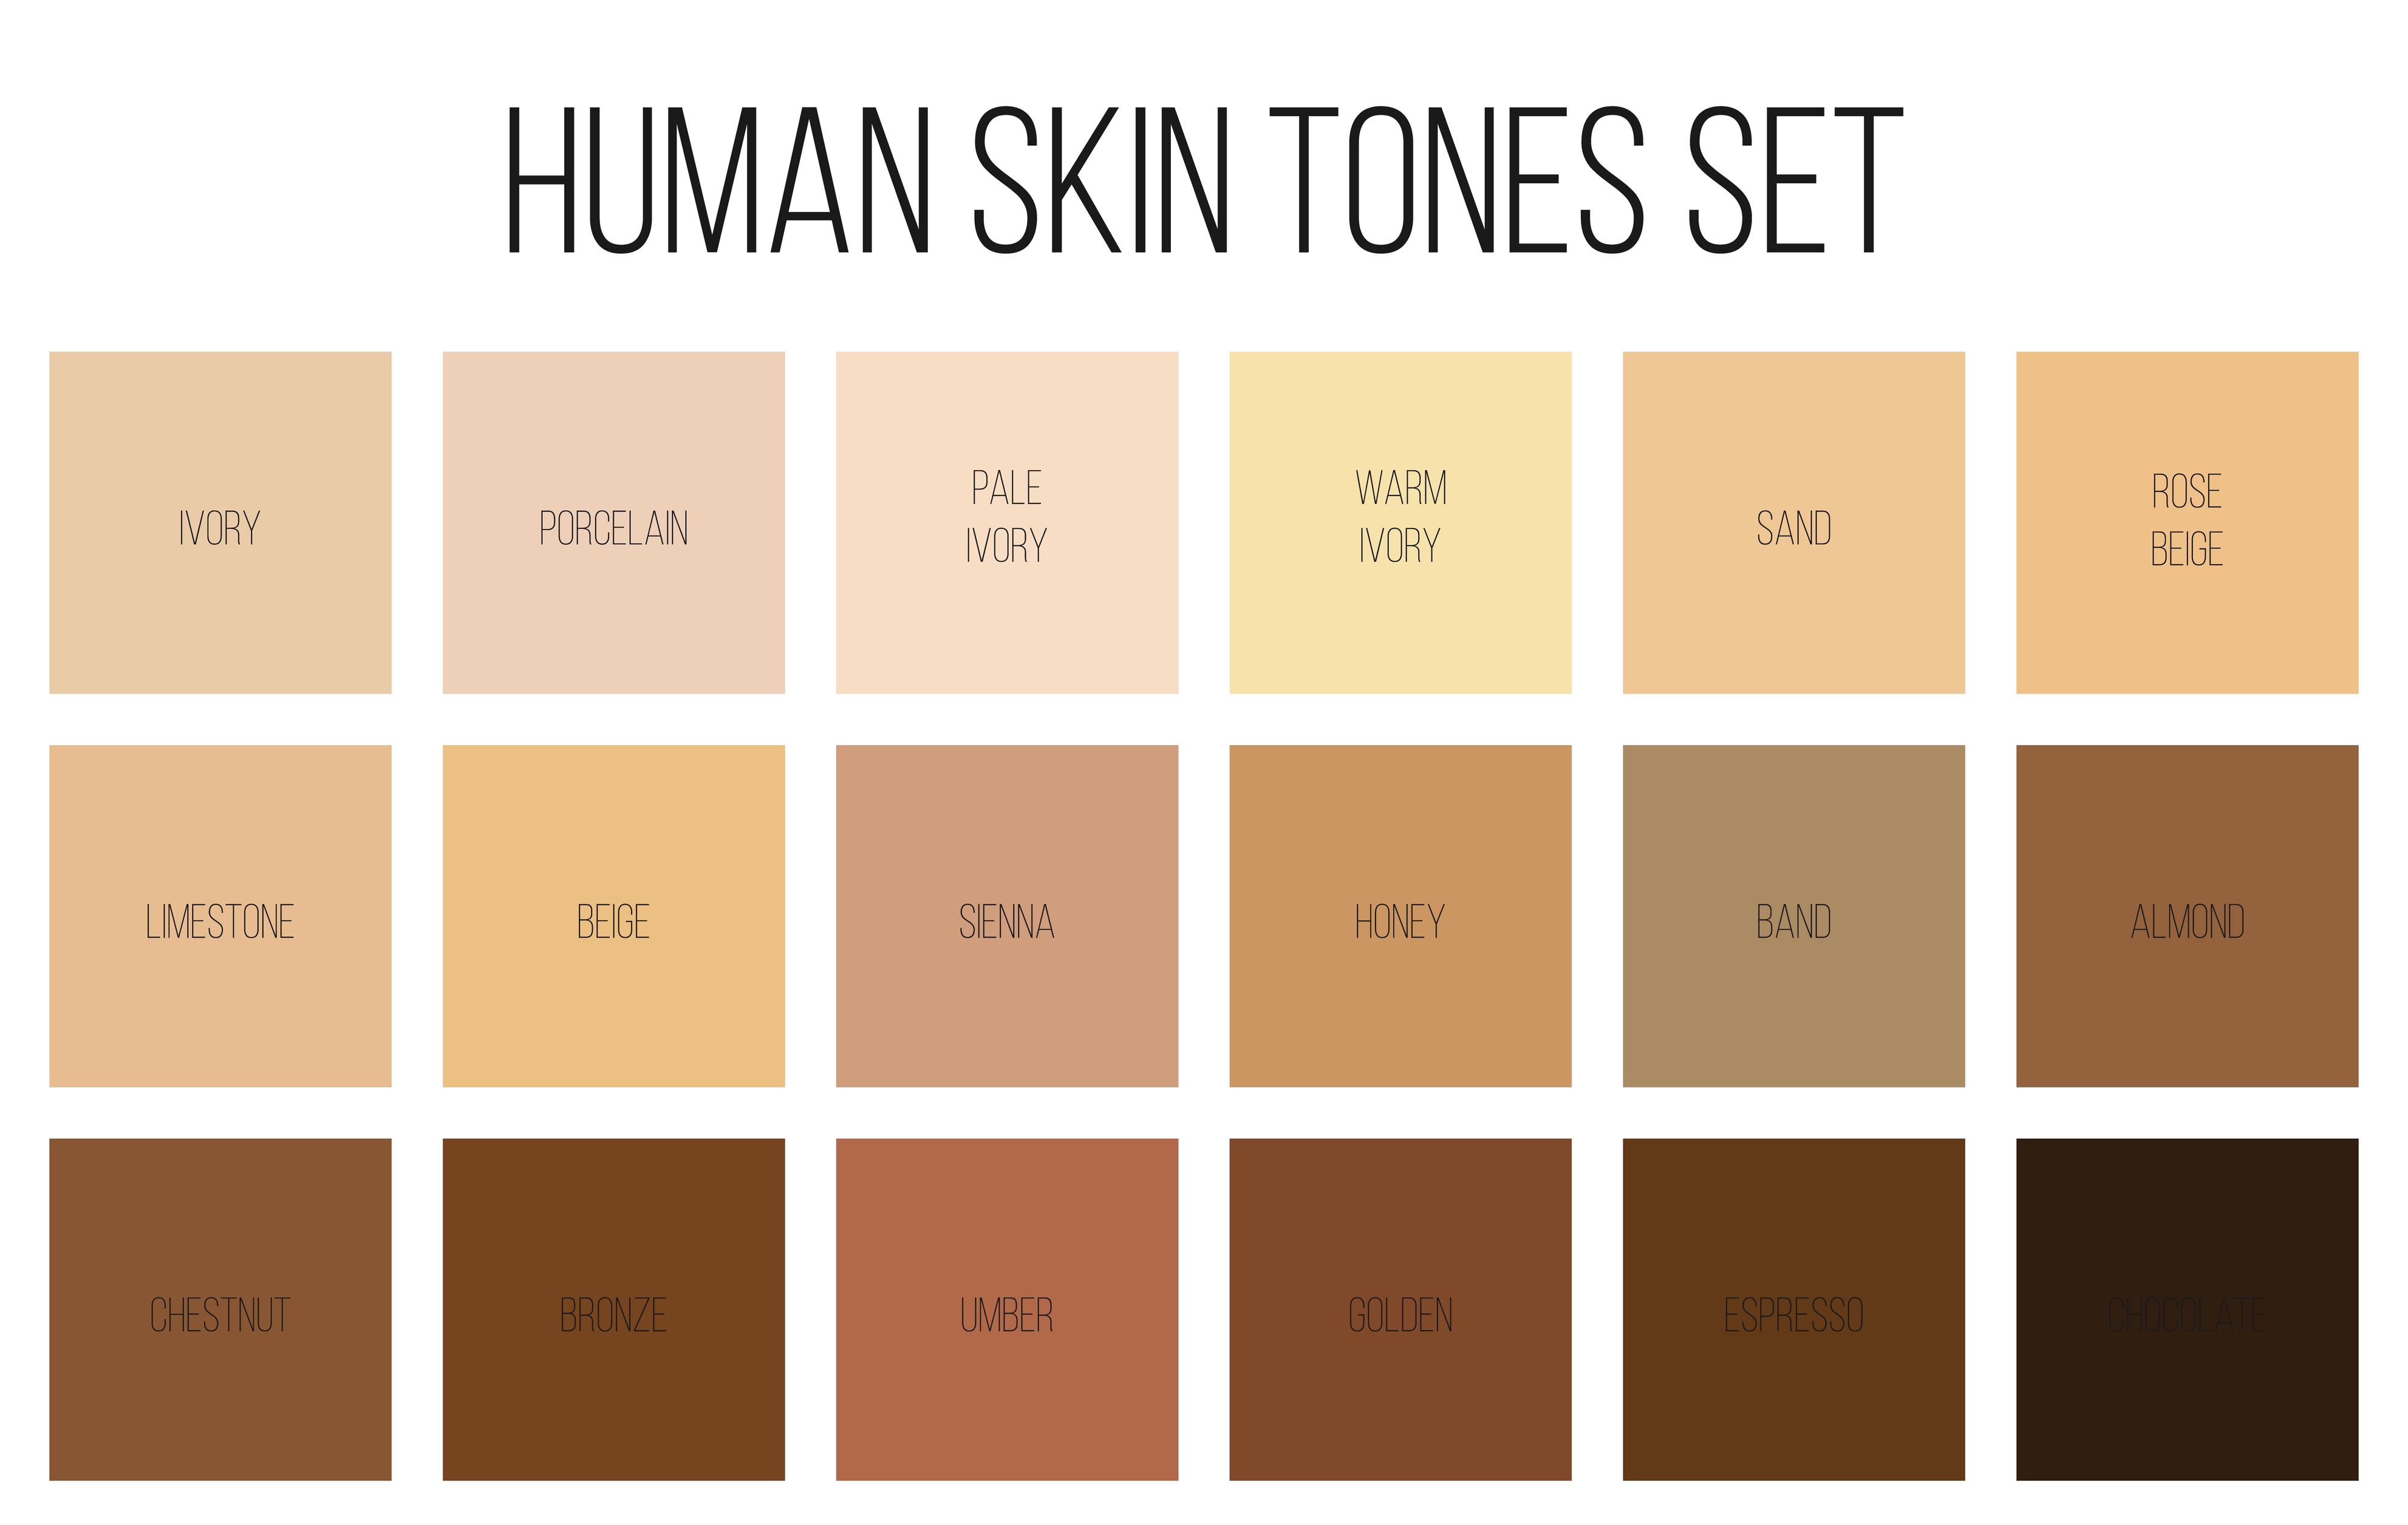 HUMAN SKIN TONES SET
IVORY
PORCELAIN
PALE
IVORY
WARM
IVORY
SAND
ROSE
BEIGE
LIMESTONE
BEIGE
SIENNA
HONEY
BAND
ALMOND
CHESTNUT
BRONZE
UMBER
GOLDEN
ESPRESSO
CHOCOLATE